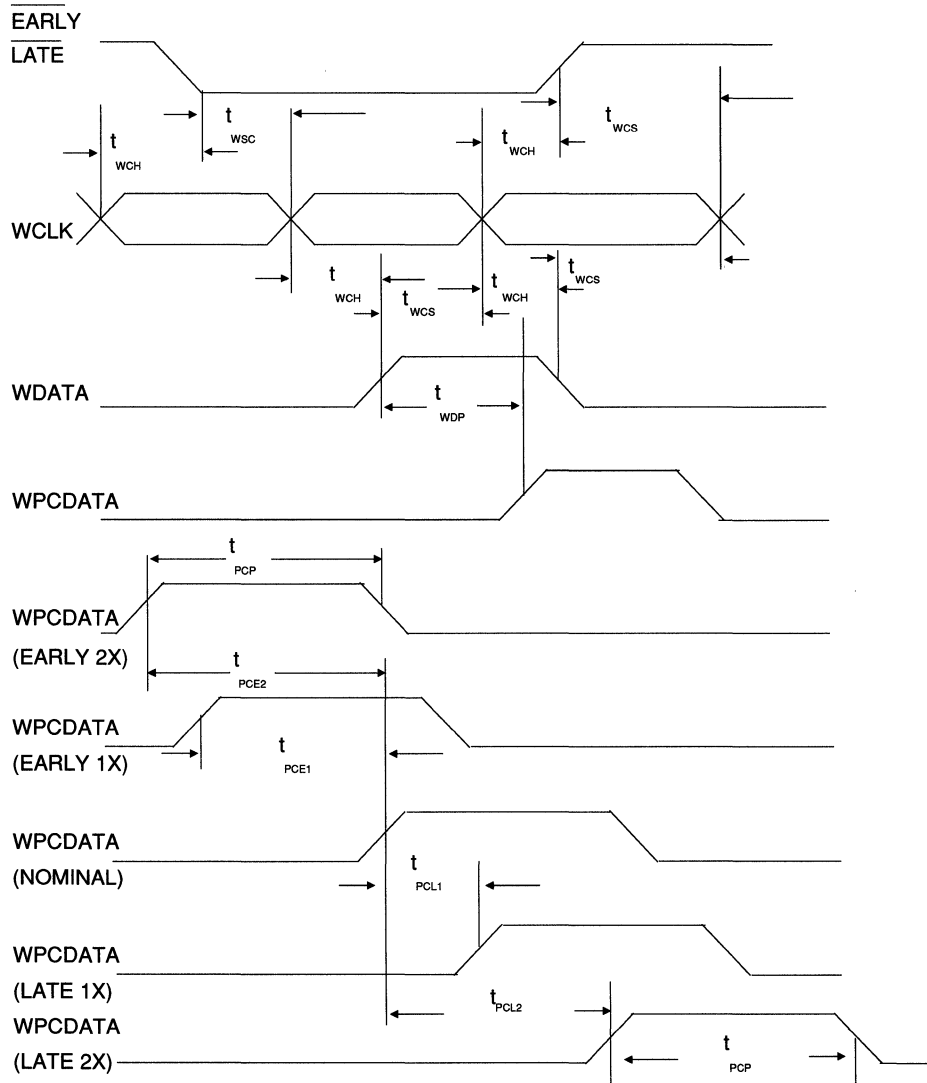 EARLY
LATE
t WSC
t WCS
t WCH
t WCH
WCLK
t WCH
t WCS
t WCH
t WCS
WDATA
t WDP
WPCDATA
t PCP
WPCDATA
(EARLY 2X)
t PCE2
WPCDATA
(EARLY 1X)
t PCE1
WPCDATA
(NOMINAL)
t PCL1
WPCDATA
(LATE 1X)
t PCL2
WPCDATA
(LATE 2X)
t PCP